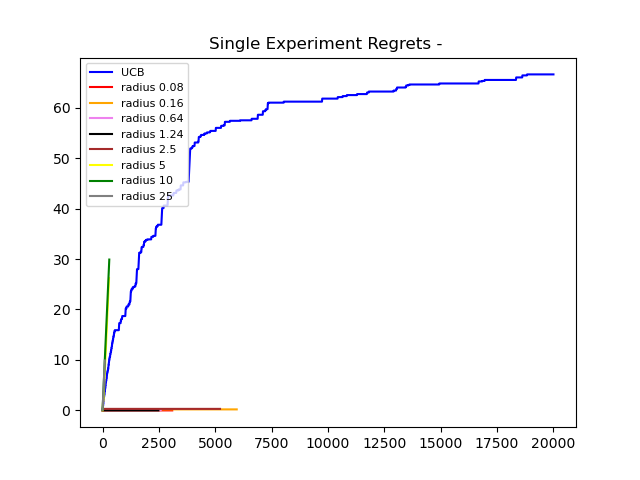 Single Experiment Regrets -
UCB
radius 0.08
radius 0.16
radius 0.64
radius 1.24
radius 2.5
radius 5
radius 10
radius 25
60
50
40
30
20
10
0
0 2500 5000 7500 10000 12500 15000 17500 20000